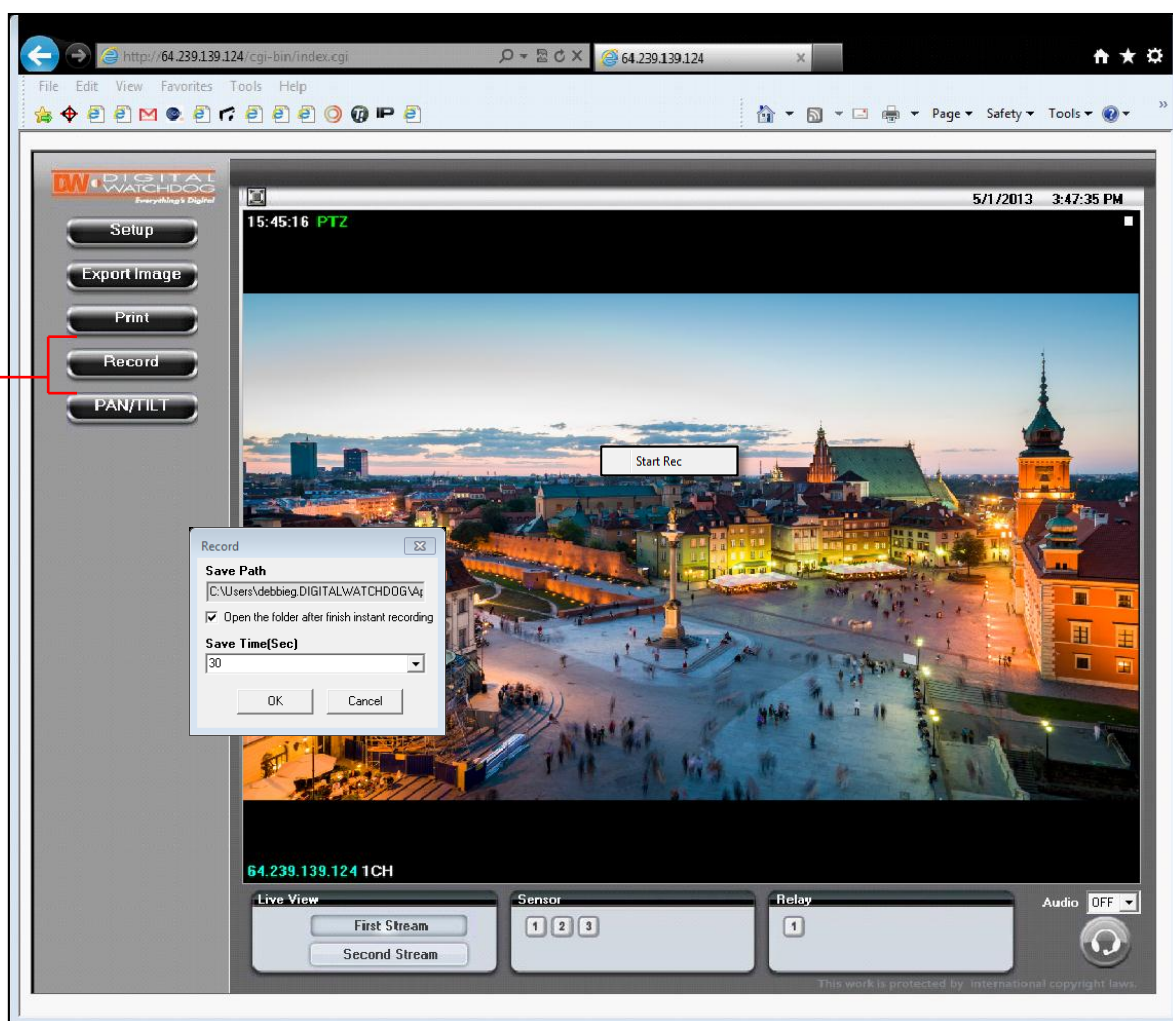 http://64.239.139.124/cgi-bin/index.cgi
64.239.139.124
File Edit View Favorites Tools Help
Page Safety Tools
DW DIGITAL WATCHDOG
Everything's Digital
5/1/2013 3:47:35 PM
Setup
Export Image
Print
Record
PAN/TILT
15:45:16 PTZ
Start Rec
Record
Save Path
C:\Users\debbieg.DIGITALWATCHDOG\Ap
Open the folder after finish instant recording
Save Time(Sec)
30
OK Cancel
64.239.139.124 1CH
Live View
First Stream
Second Stream
Sensor
1 2 3
Relay
1
Audio OFF
This work is protected by international copyright laws.